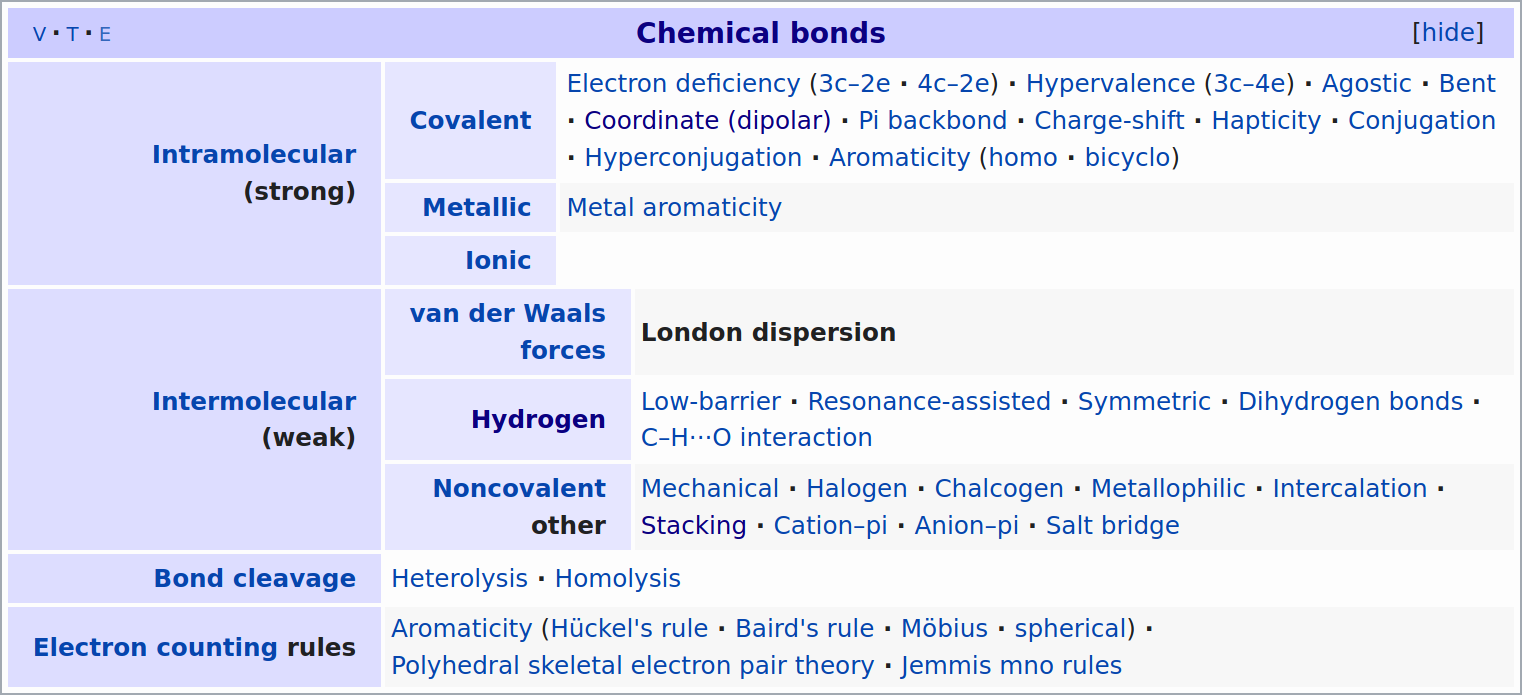 V · T · E Chemical bonds [hide]
Intramolecular
(strong)
Covalent
Electron deficiency (3c–2e · 4c–2e) · Hypervalence (3c–4e) · Agostic · Bent
· Coordinate (dipolar) · Pi backbond · Charge-shift · Hapticity · Conjugation
· Hyperconjugation · Aromaticity (homo · bicyclo)
Metallic
Metal aromaticity
Ionic
Intermolecular
(weak)
van der Waals
forces
London dispersion
Hydrogen
Low-barrier · Resonance-assisted · Symmetric · Dihydrogen bonds ·
C–H···O interaction
Noncovalent
other
Mechanical · Halogen · Chalcogen · Metallophilic · Intercalation ·
Stacking · Cation–pi · Anion–pi · Salt bridge
Bond cleavage
Heterolysis · Homolysis
Electron counting rules
Aromaticity (Hückel's rule · Baird's rule · Möbius · spherical) ·
Polyhedral skeletal electron pair theory · Jemmis mno rules